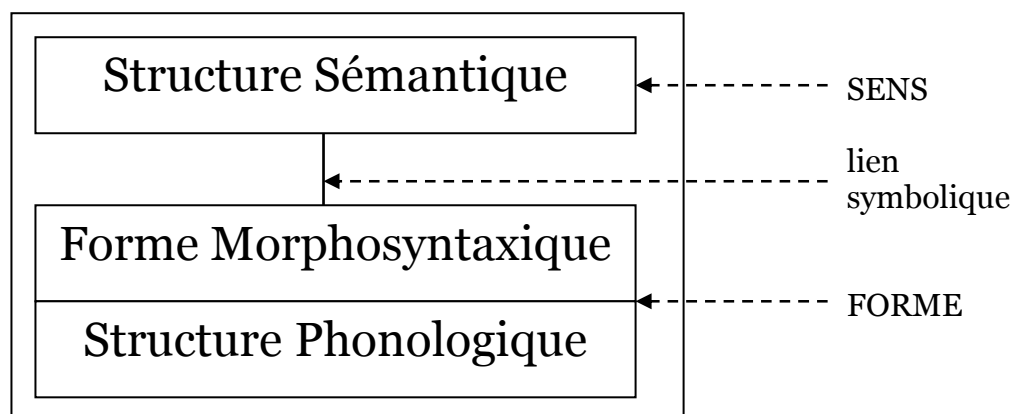 Structure Sémantique
SENS
lien
symbolique
Forme Morphosyntaxique
FORME
Structure Phonologique